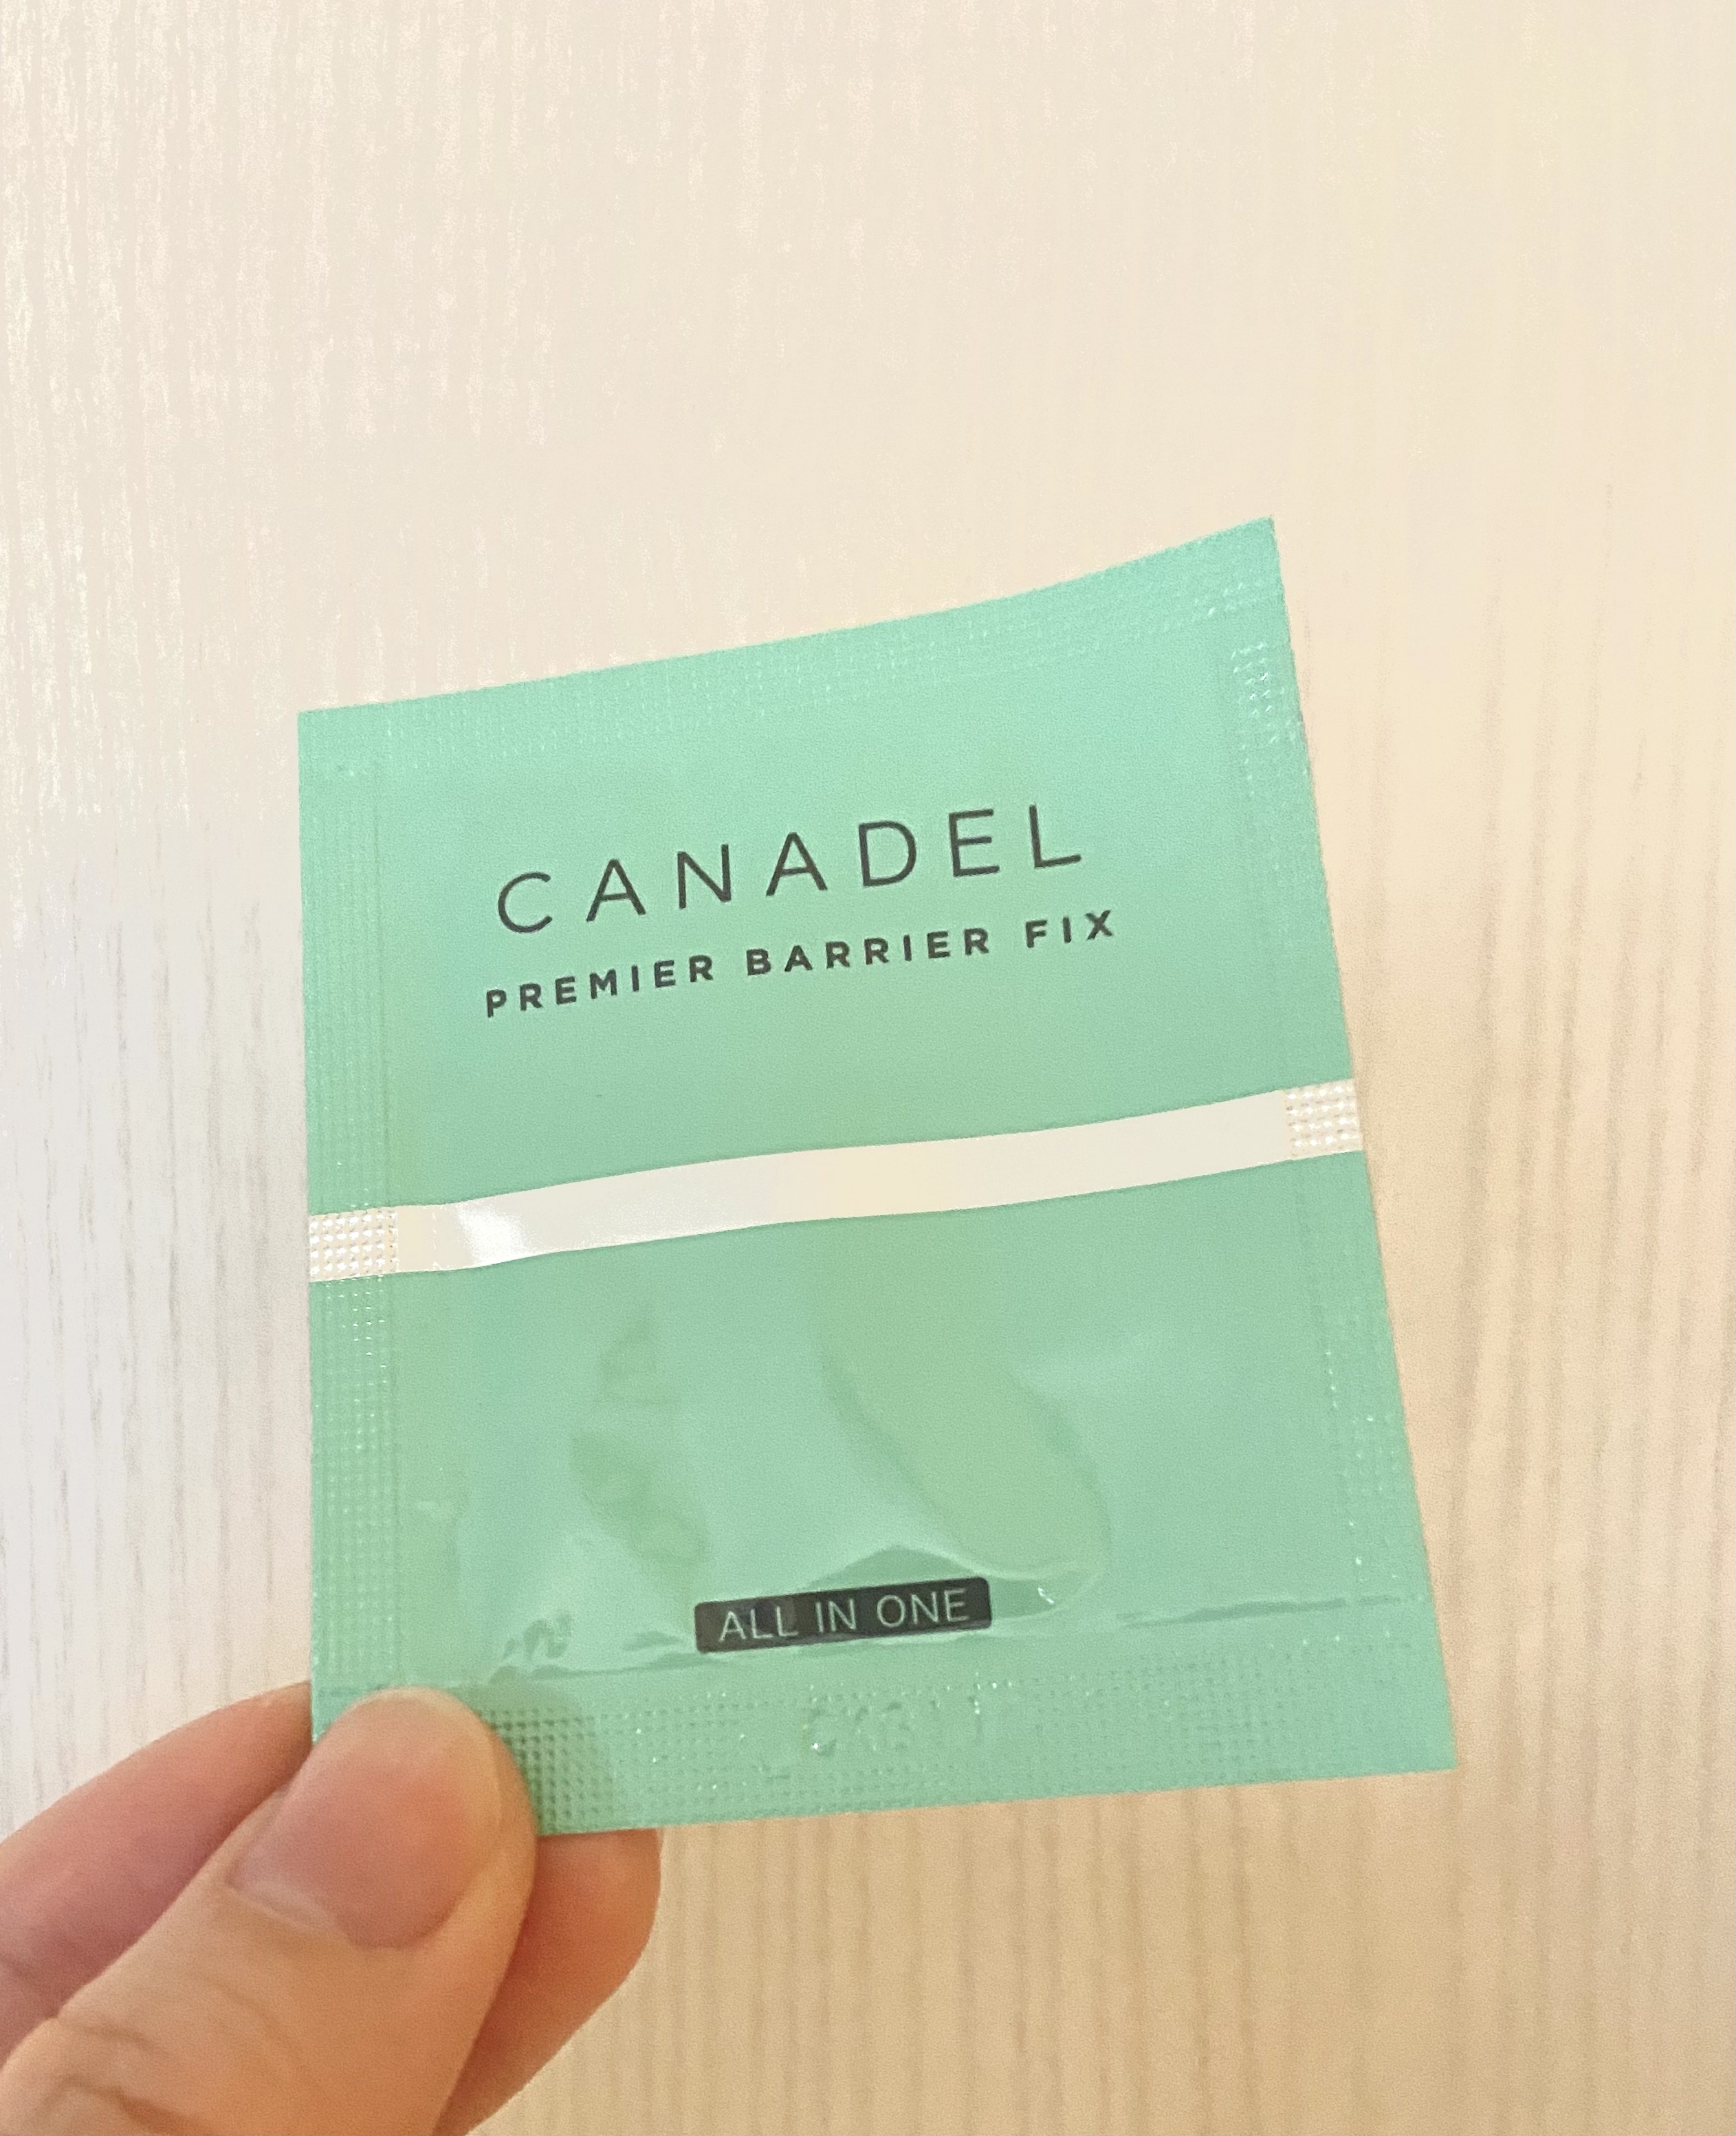 CANADEL
PREMIER BARRIER FIX
ALL IN ONE